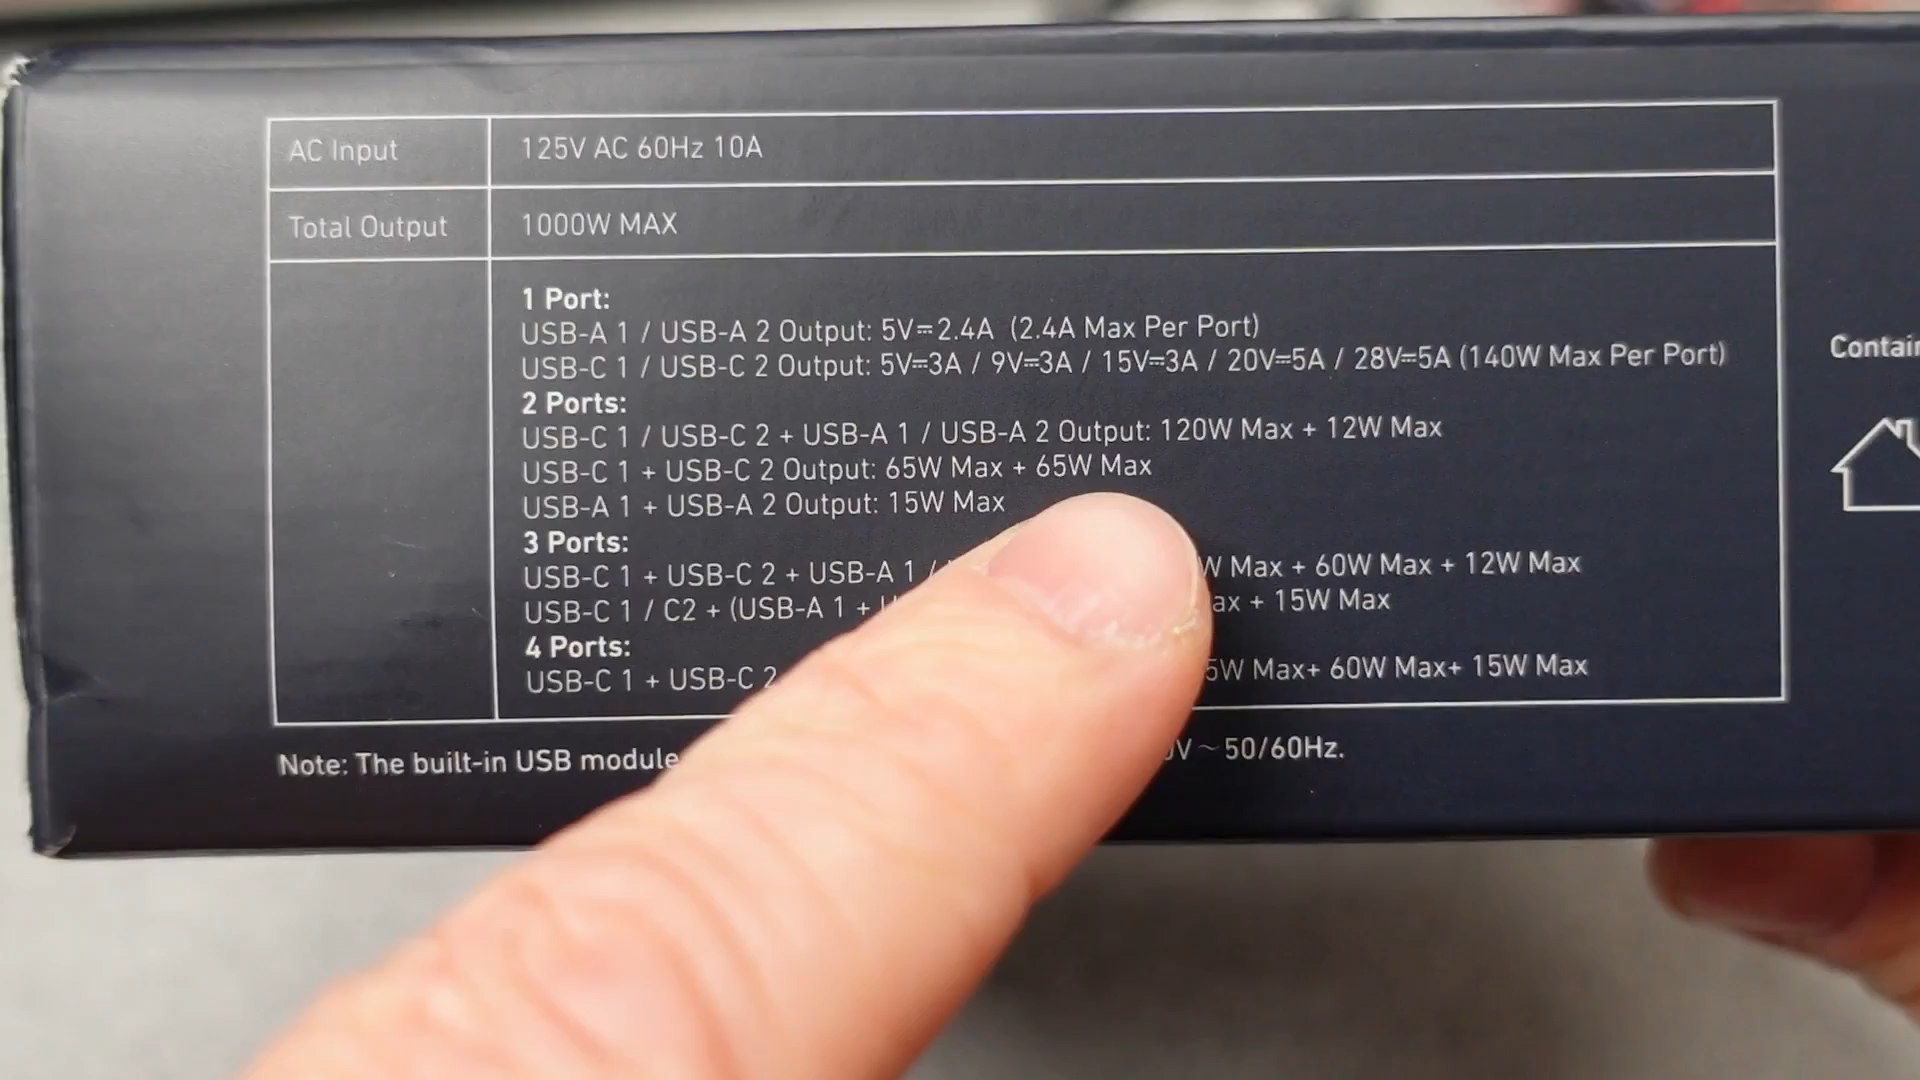 AC Input 125V AC 60Hz 10A
Total Output 1000W MAX
1 Port:
USB-A 1 / USB-A 2 Output: 5V⎓2.4A (2.4A Max Per Port)
USB-C 1 / USB-C 2 Output: 5V⎓3A / 9V⎓3A / 15V⎓3A / 20V⎓5A / 28V⎓5A (140W Max Per Port)
2 Ports:
USB-C 1 / USB-C 2 + USB-A 1 / USB-A 2 Output: 120W Max + 12W Max
USB-C 1 + USB-C 2 Output: 65W Max + 65W Max
USB-A 1 + USB-A 2 Output: 15W Max
3 Ports:
USB-C 1 + USB-C 2 + USB-A 1 / W Max + 60W Max + 12W Max
USB-C 1 / C2 + (USB-A 1 + + 15W Max
4 Ports:
USB-C 1 + USB-C 2 5W Max+ 60W Max+ 15W Max
Note: The built-in USB module V ~ 50/60Hz.